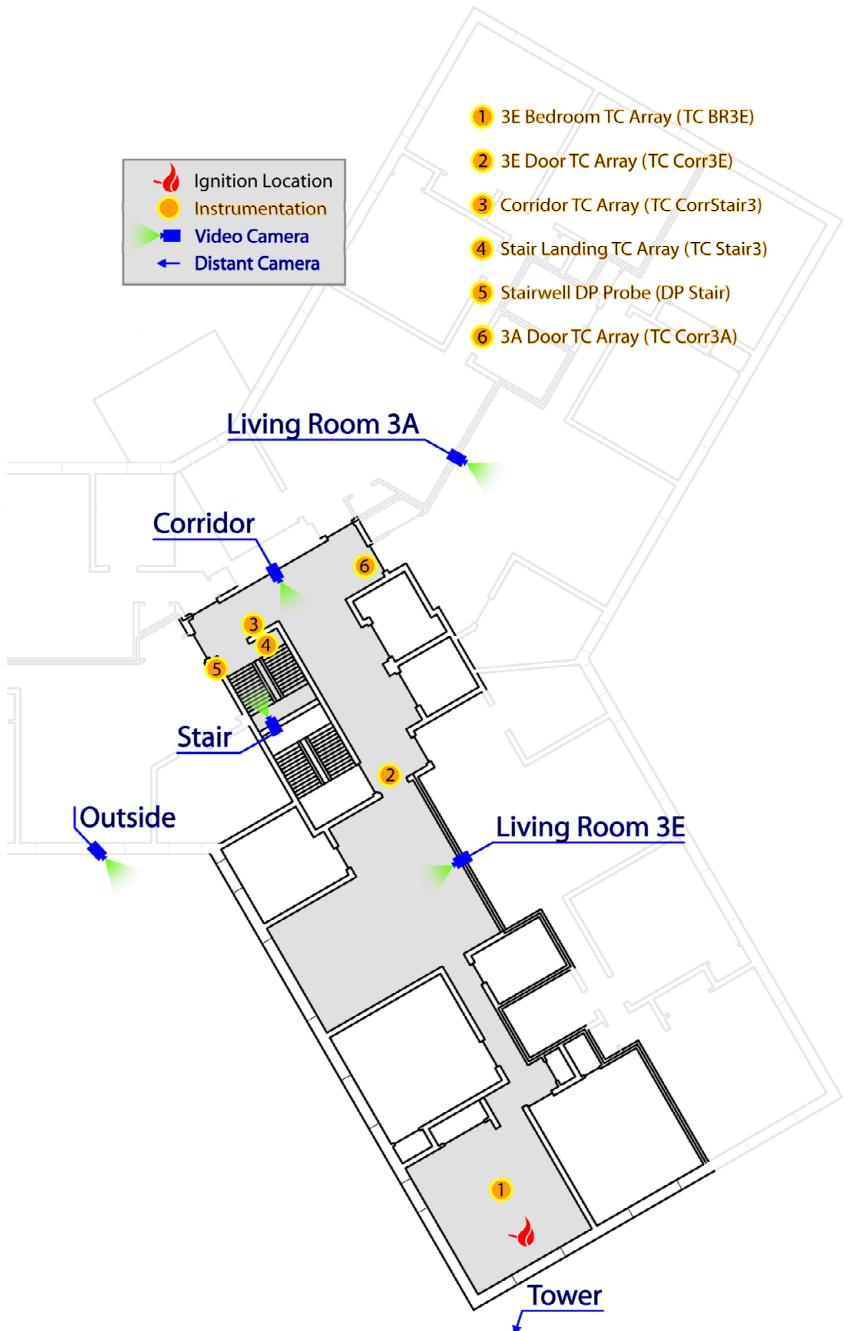 1 3E Bedroom TC Array (TC BR3E)
2 3E Door TC Array (TC Corr3E)
3 Corridor TC Array (TC CorrStair3)
4 Stair Landing TC Array (TC Stair3)
5 Stairwell DP Probe (DP Stair)
6 3A Door TC Array (TC Corr3A)
Ignition Location
Instrumentation
Video Camera
Distant Camera
Living Room 3A
Corridor
6
3
4
5
Stair
2
Outside
Living Room 3E
1
Tower